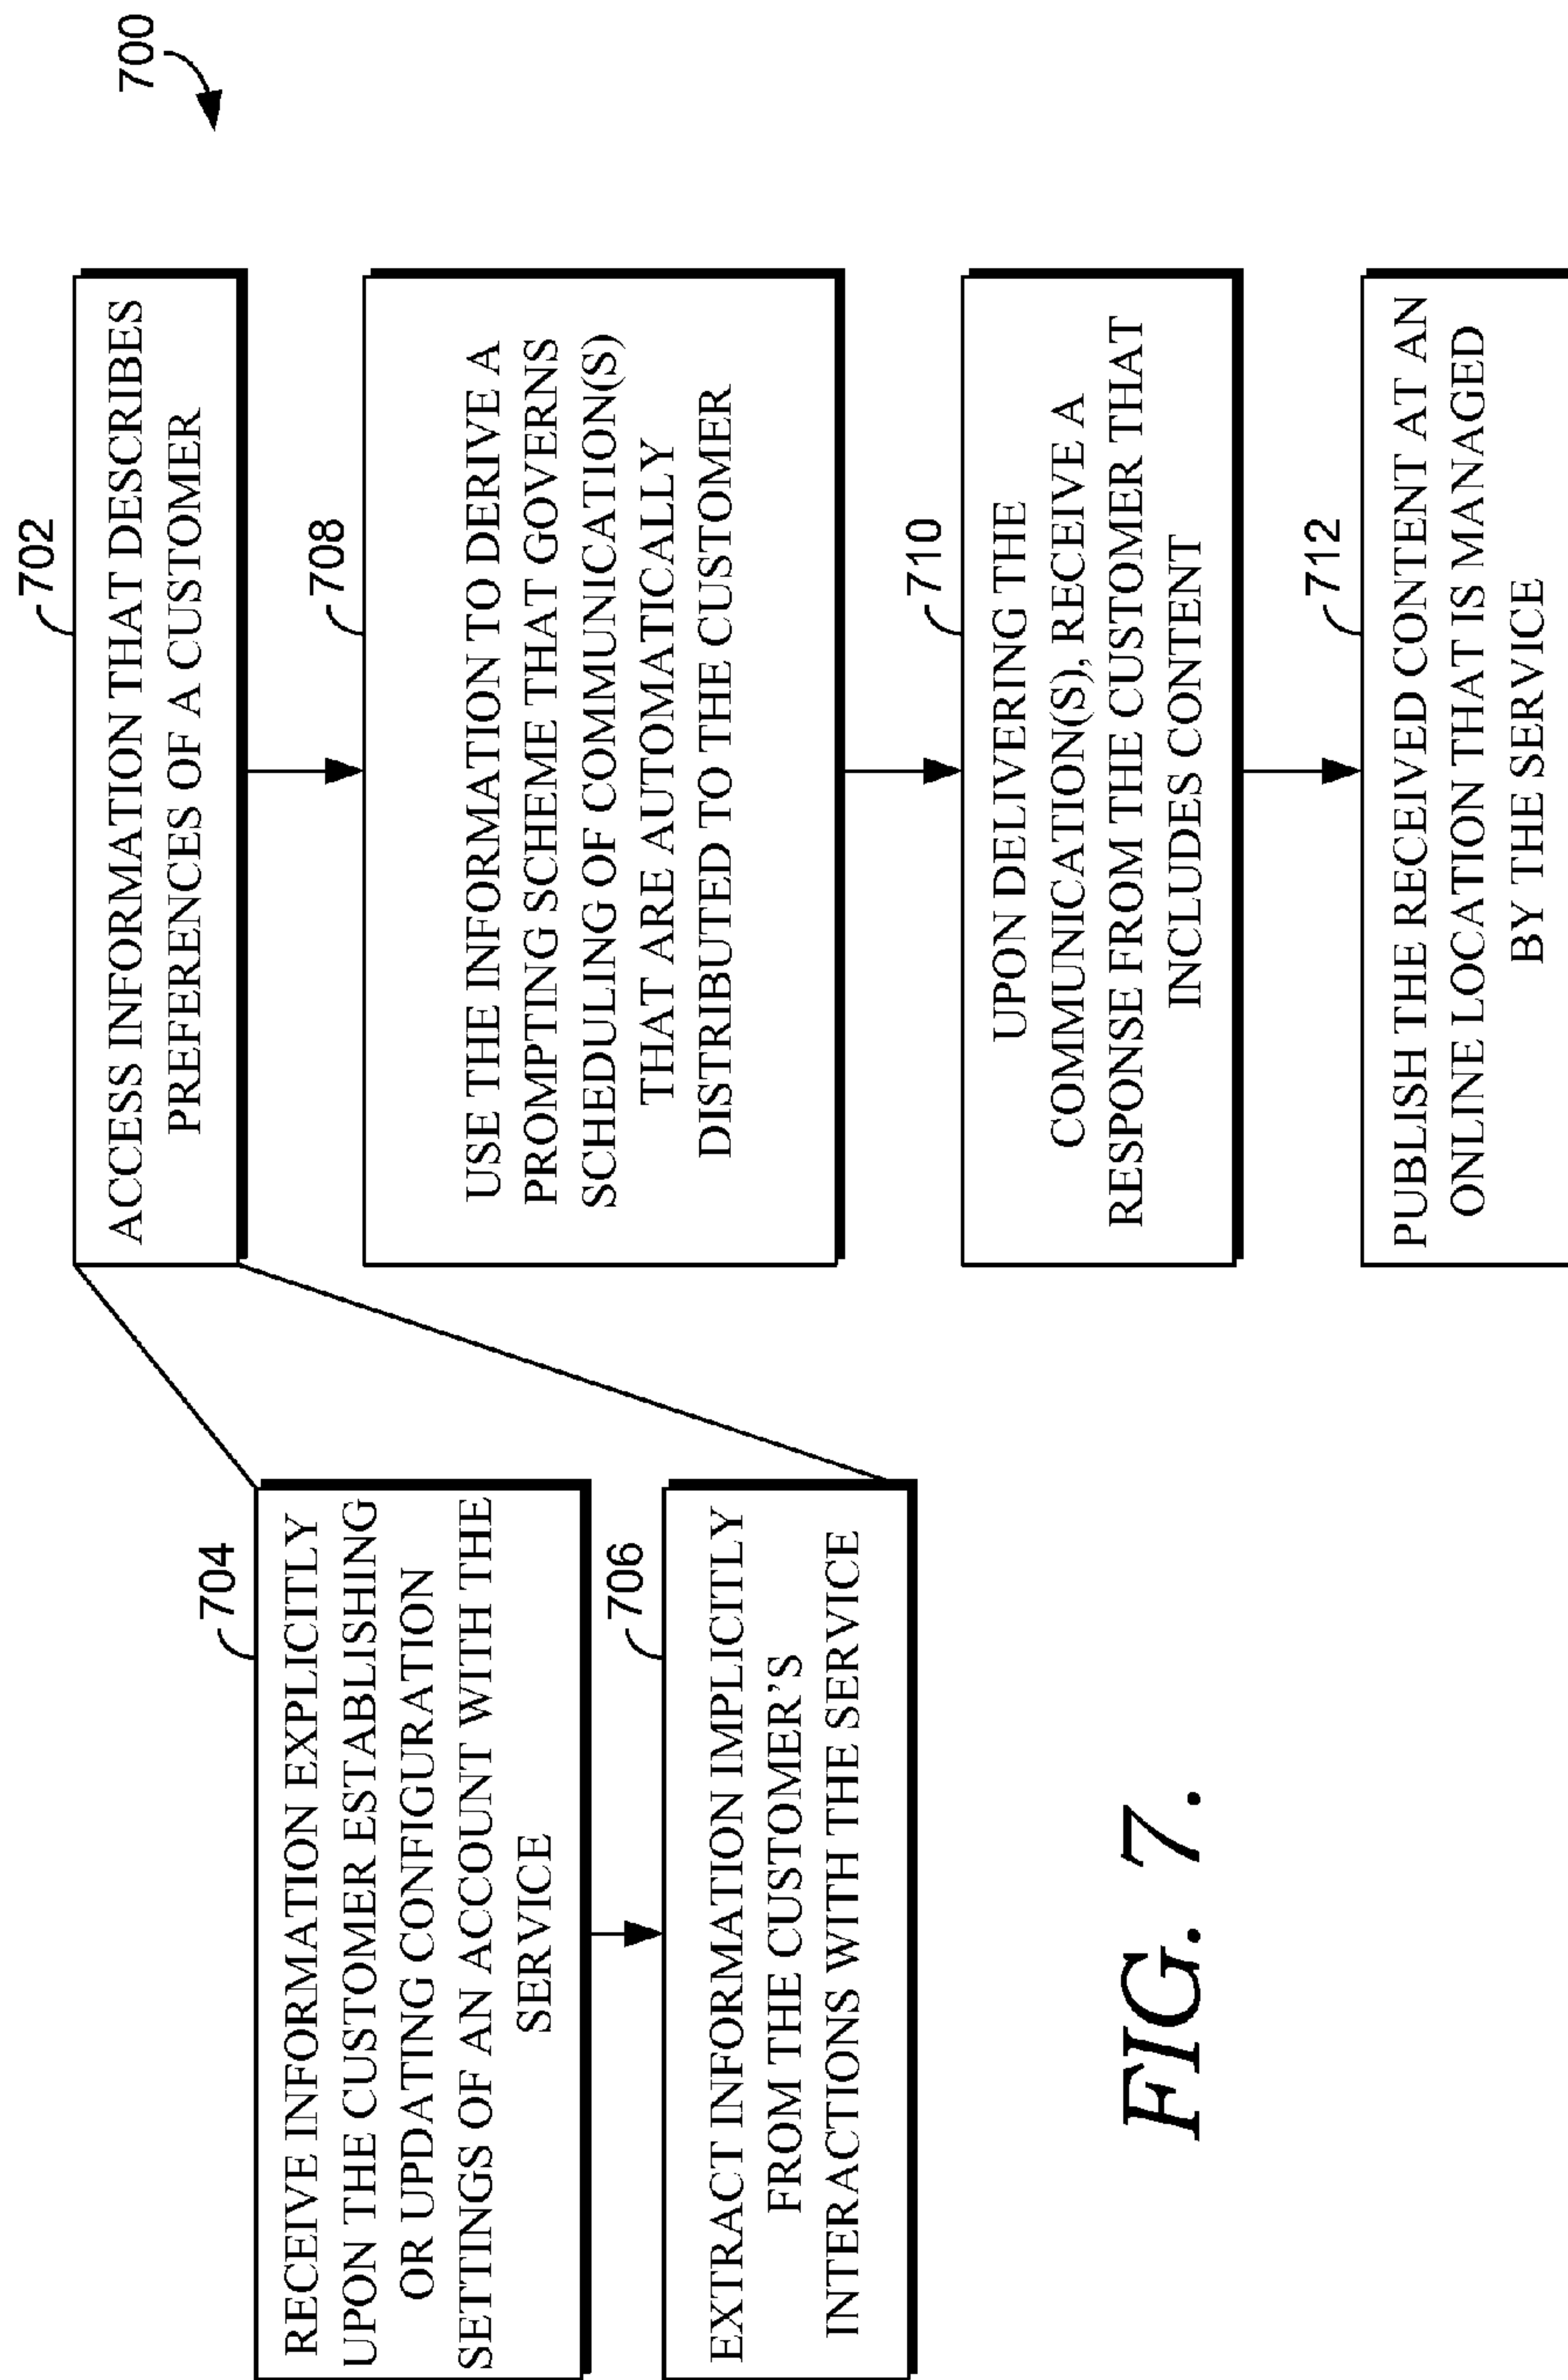 700
702
ACCESS INFORMATION THAT DESCRIBES
PREFERENCES OF A CUSTOMER
704
RECEIVE INFORMATION EXPLICITLY
UPON THE CUSTOMER ESTABLISHING
OR UPDATING CONFIGURATION
SETTINGS OF AN ACCOUNT WITH THE
SERVICE
706
EXTRACT INFORMATION IMPLICITLY
FROM THE CUSTOMER'S
INTERACTIONS WITH THE SERVICE
708
USE THE INFORMATION TO DERIVE A
PROMPTING SCHEME THAT GOVERNS
SCHEDULING OF COMMUNICATION(S)
THAT ARE AUTOMATICALLY
DISTRIBUTED TO THE CUSTOMER
710
UPON DELIVERING THE
COMMUNICATION(S), RECEIVE A
RESPONSE FROM THE CUSTOMER THAT
INCLUDES CONTENT
712
PUBLISH THE RECEIVED CONTENT AT AN
ONLINE LOCATION THAT IS MANAGED
BY THE SERVICE
FIG. 7.